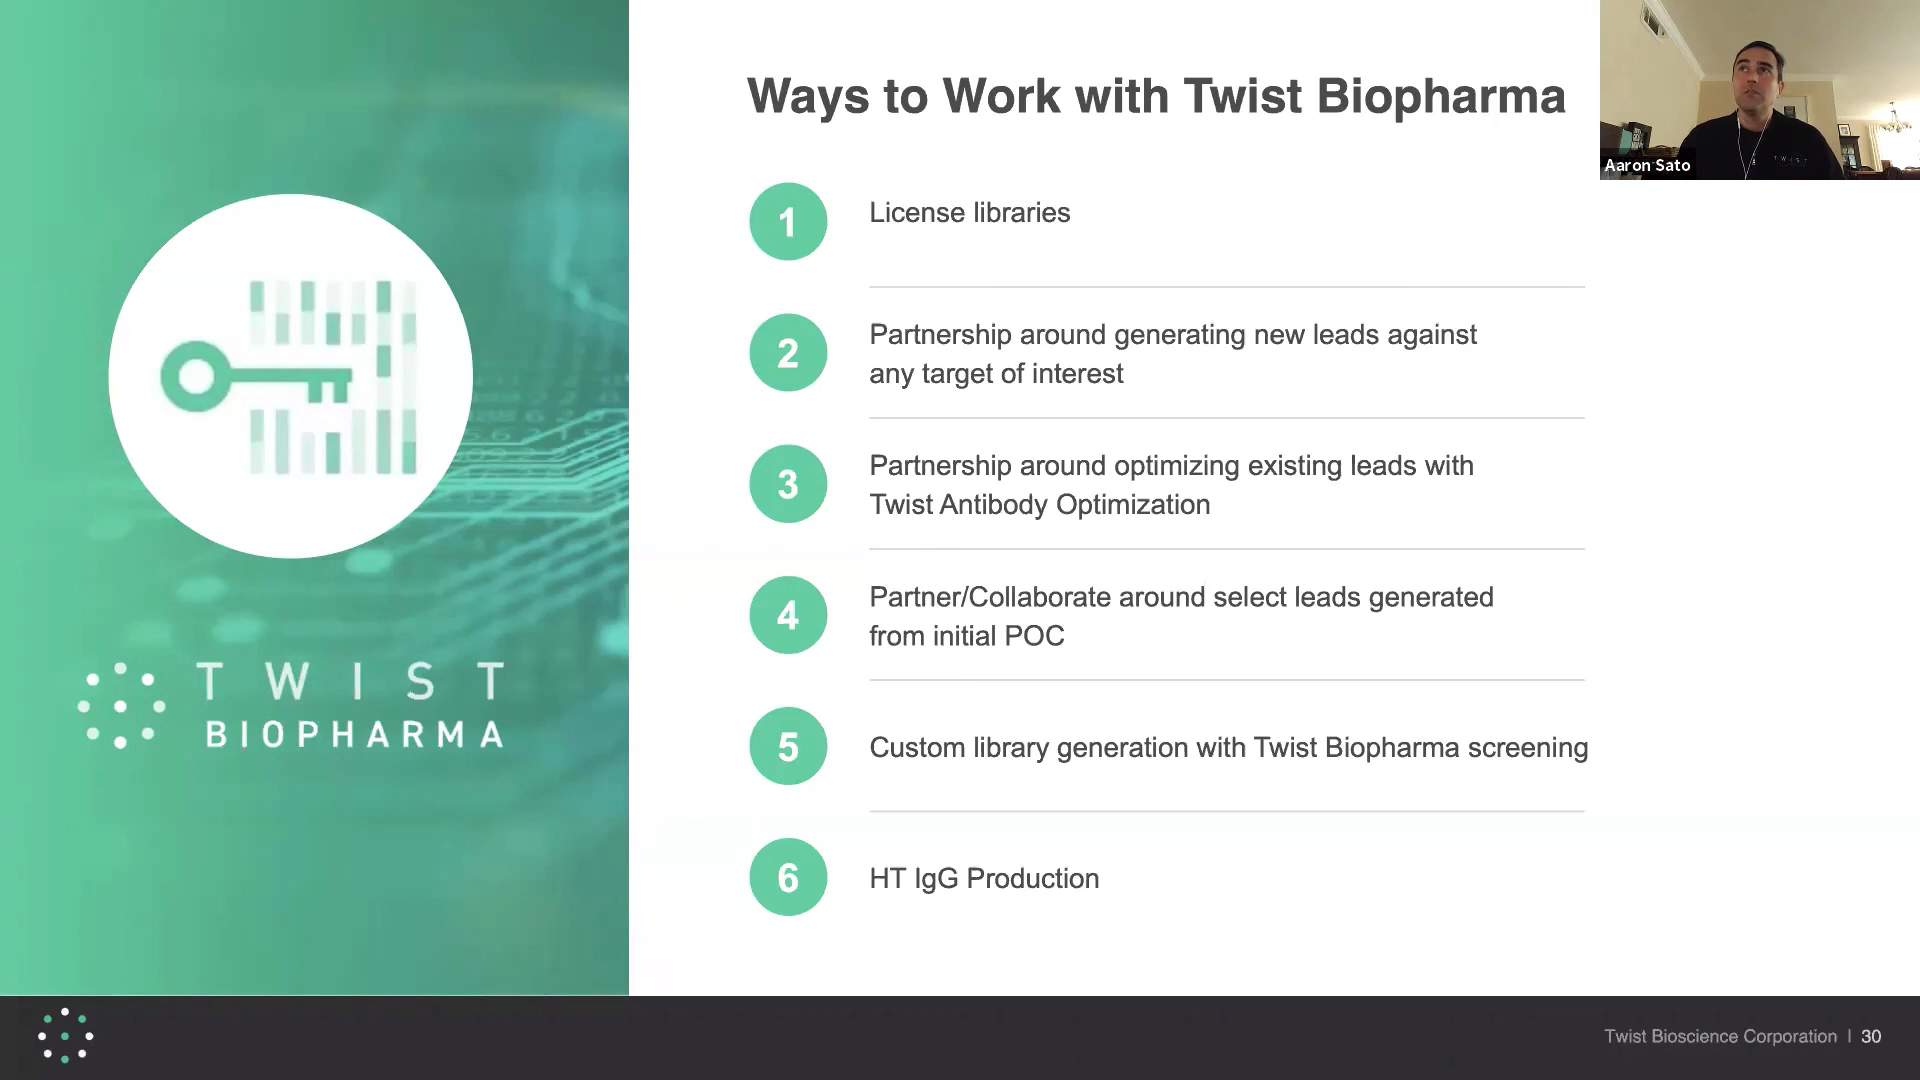 Ways to Work with Twist Biopharma
Aaron Sato
TWIST
1
License libraries
2
Partnership around generating new leads against
any target of interest
3
Partnership around optimizing existing leads with
Twist Antibody Optimization
4
Partner/Collaborate around select leads generated
from initial POC
5
Custom library generation with Twist Biopharma screening
6
HT IgG Production
TWIST
BIOPHARMA
Twist Bioscience Corporation | 30